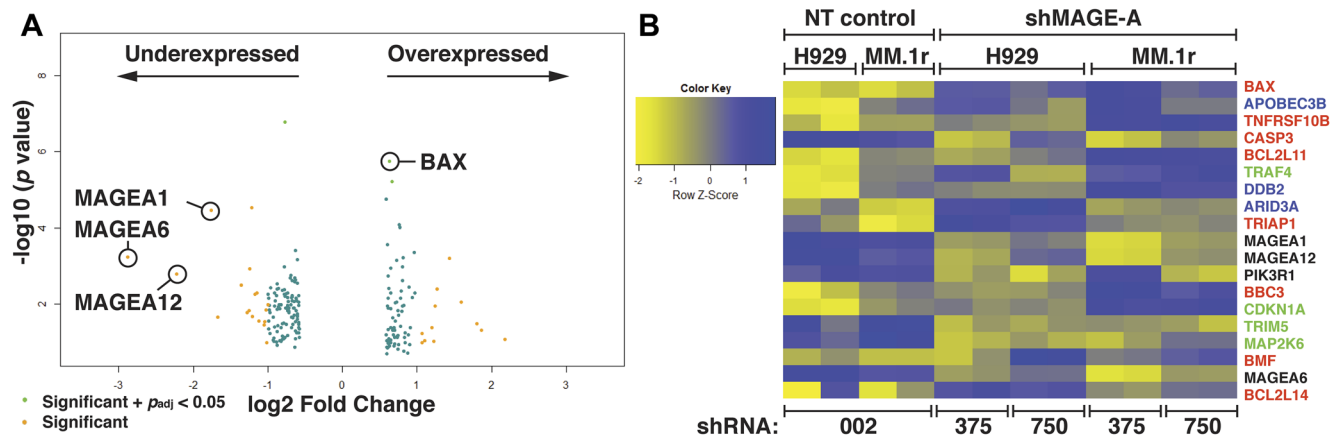 A
Underexpressed
Overexpressed
-log10 (p value)
8
6
4
2
BAX
MAGEA1
MAGEA6
MAGEA12
-3 -2 -1 0 1 2 3
log2 Fold Change
Significant + padj < 0.05
Significant
B
NT control shMAGE-A
H929 MM.1r H929 MM.1r
Color Key
-2 -1 0 1
Row Z-Score
BAX
APOBEC3B
TNFRSF10B
CASP3
BCL2L11
TRAF4
DDB2
ARID3A
TRIAP1
MAGEA1
MAGEA12
PIK3R1
BBC3
CDKN1A
TRIM5
MAP2K6
BMF
MAGEA6
BCL2L14
shRNA: 002 375 750 375 750